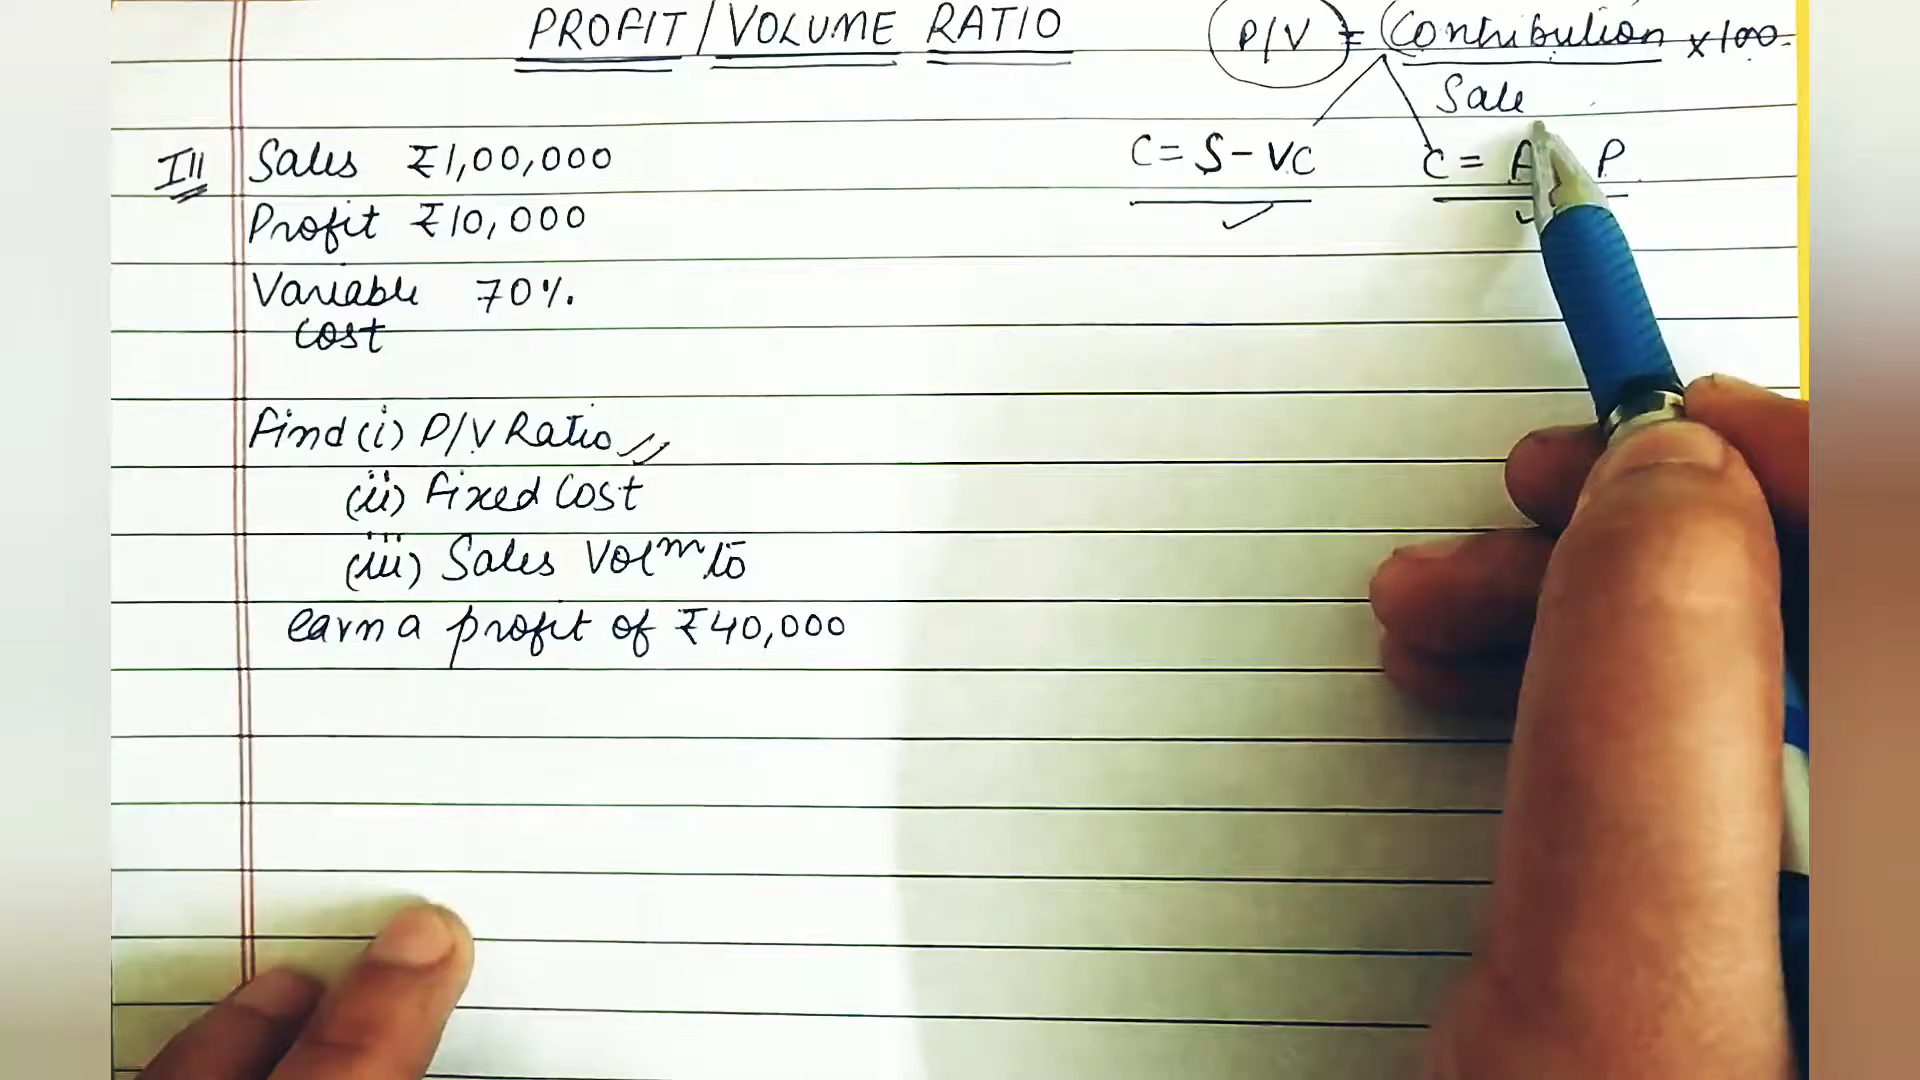 PROFIT/VOLUME RATIO
P/V = Contribution x 100
Sale
C = S - VC
C = P
Ill Sales ₹1,00,000
Profit ₹10,000
Variable 70%
Cost
Find (i) P/V Ratio
(ii) Fixed Cost
(iii) Sales Volm to
earn a profit of ₹40,000